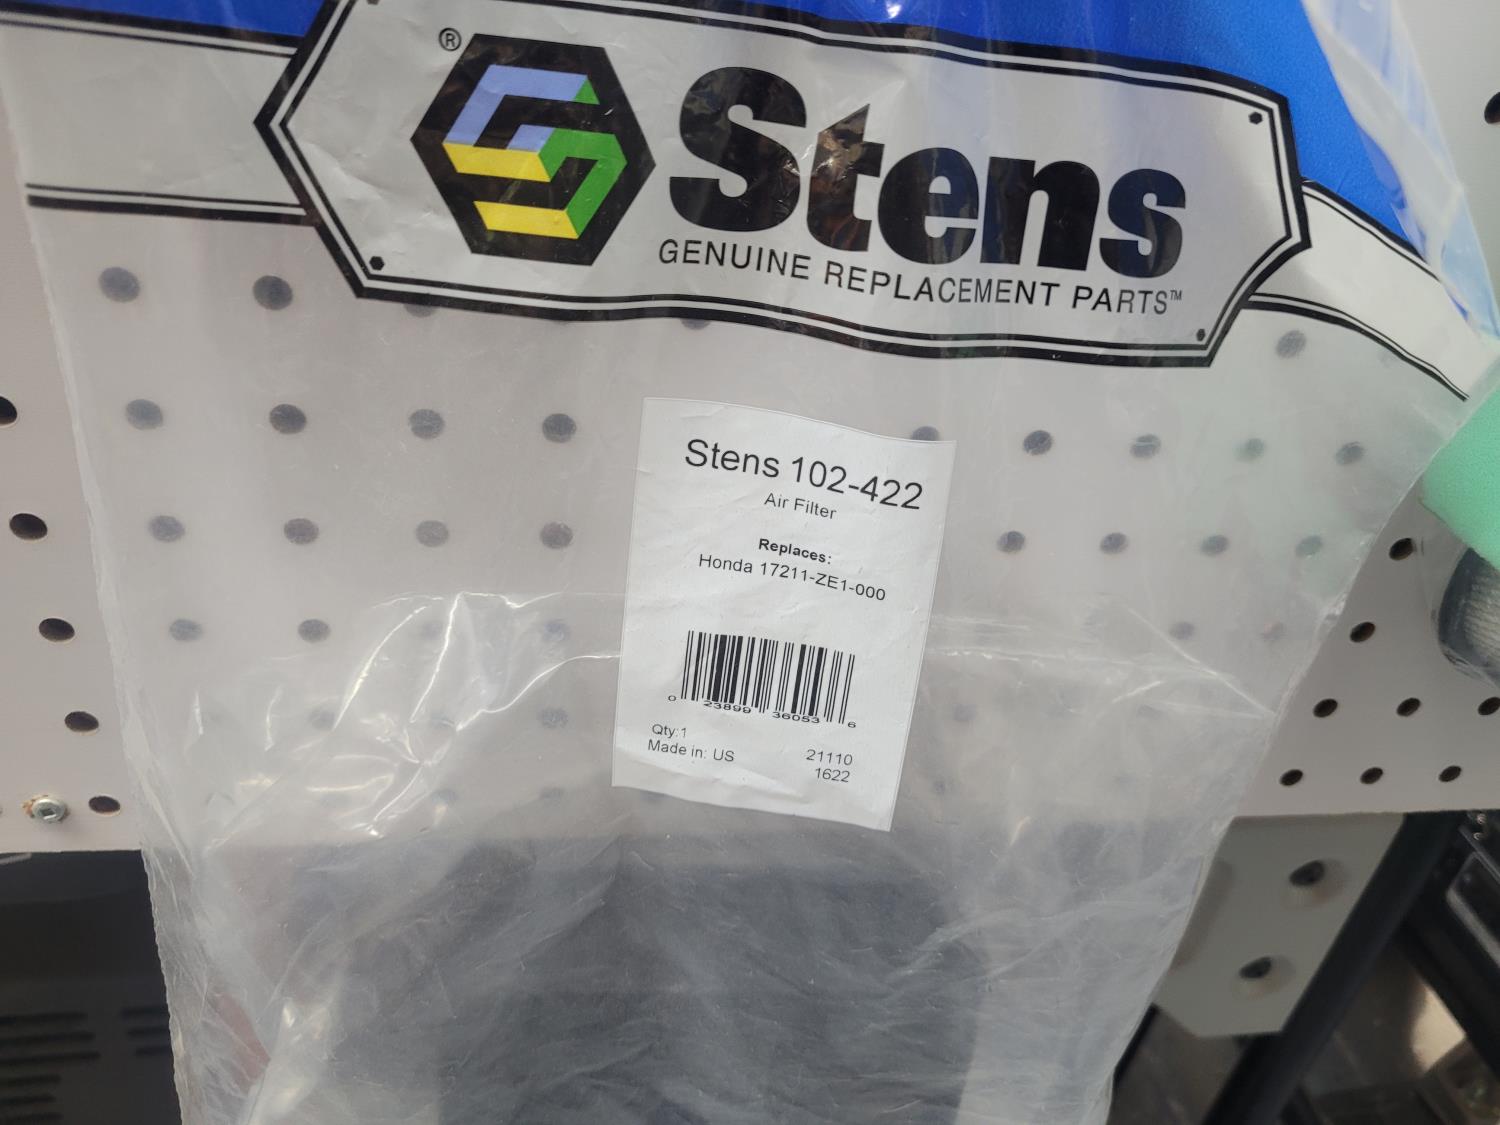 ®
Stens
GENUINE REPLACEMENT PARTS™
Stens 102-422
Air Filter
Replaces:
Honda 17211-ZE1-000
0 23899 36053 6
Qty:1
Made in: US
21110
1622